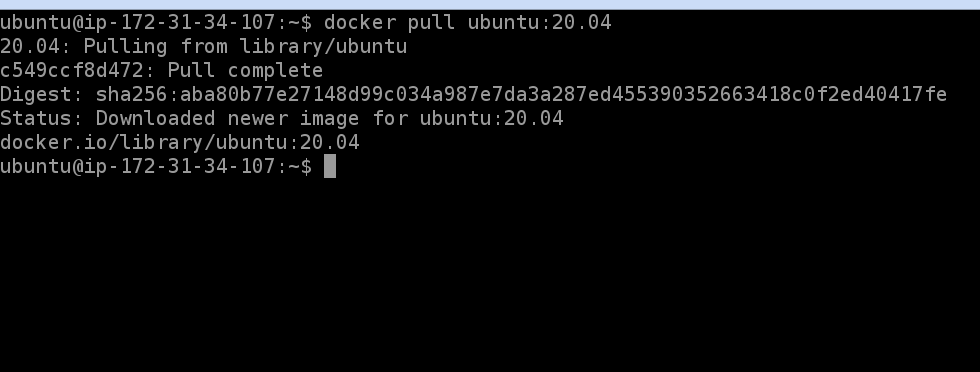 ubuntu@ip-172-31-34-107:~$ docker pull ubuntu:20.04
20.04: Pulling from library/ubuntu
c549ccf8d472: Pull complete
Digest: sha256:aba80b77e27148d99c034a987e7da3a287ed455390352663418c0f2ed40417fe
Status: Downloaded newer image for ubuntu:20.04
docker.io/library/ubuntu:20.04
ubuntu@ip-172-31-34-107:~$